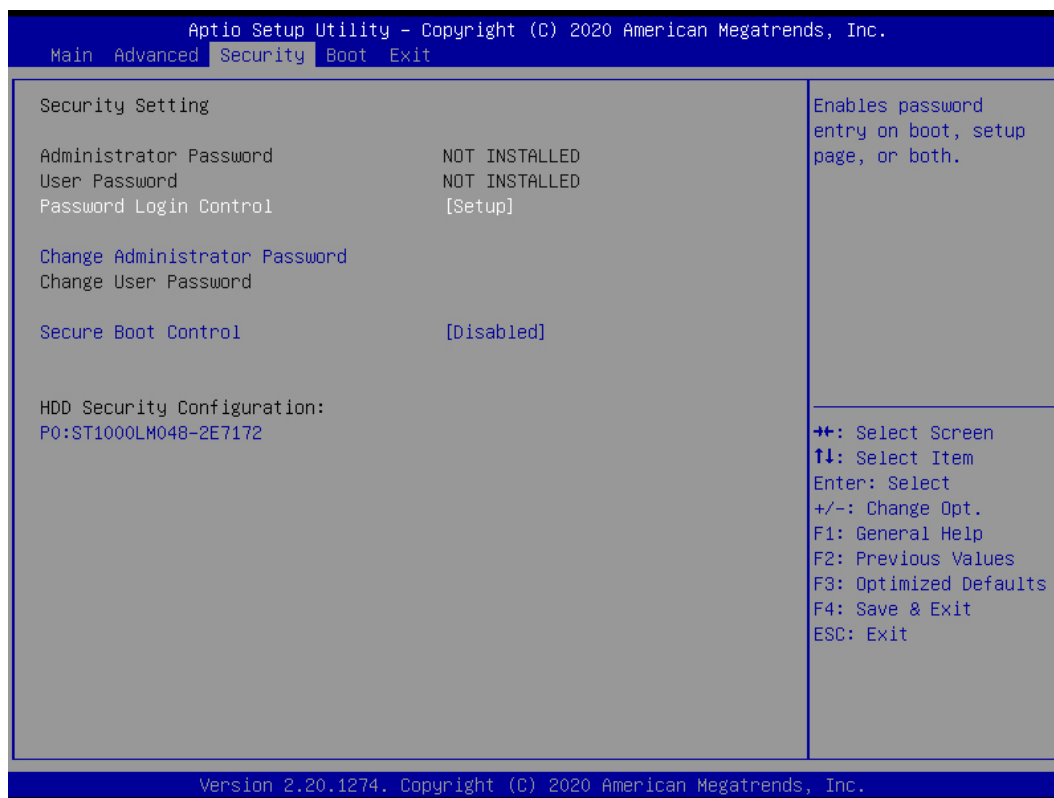 Aptio Setup Utility – Copyright (C) 2020 American Megatrends, Inc.
Main Advanced Security Boot Exit
Security Setting
Administrator Password NOT INSTALLED
User Password NOT INSTALLED
Password Login Control [Setup]
Change Administrator Password
Change User Password
Secure Boot Control [Disabled]
HDD Security Configuration:
P0:ST1000LM048-2E7172
Enables password
entry on boot, setup
page, or both.
→←: Select Screen
↑↓: Select Item
Enter: Select
+/-: Change Opt.
F1: General Help
F2: Previous Values
F3: Optimized Defaults
F4: Save & Exit
ESC: Exit
Version 2.20.1274. Copyright (C) 2020 American Megatrends, Inc.